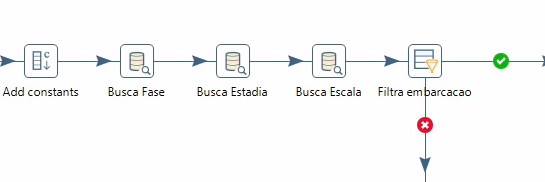 Add constants
Busca Fase
Busca Estadia
Busca Escala
Filtra embarcacao